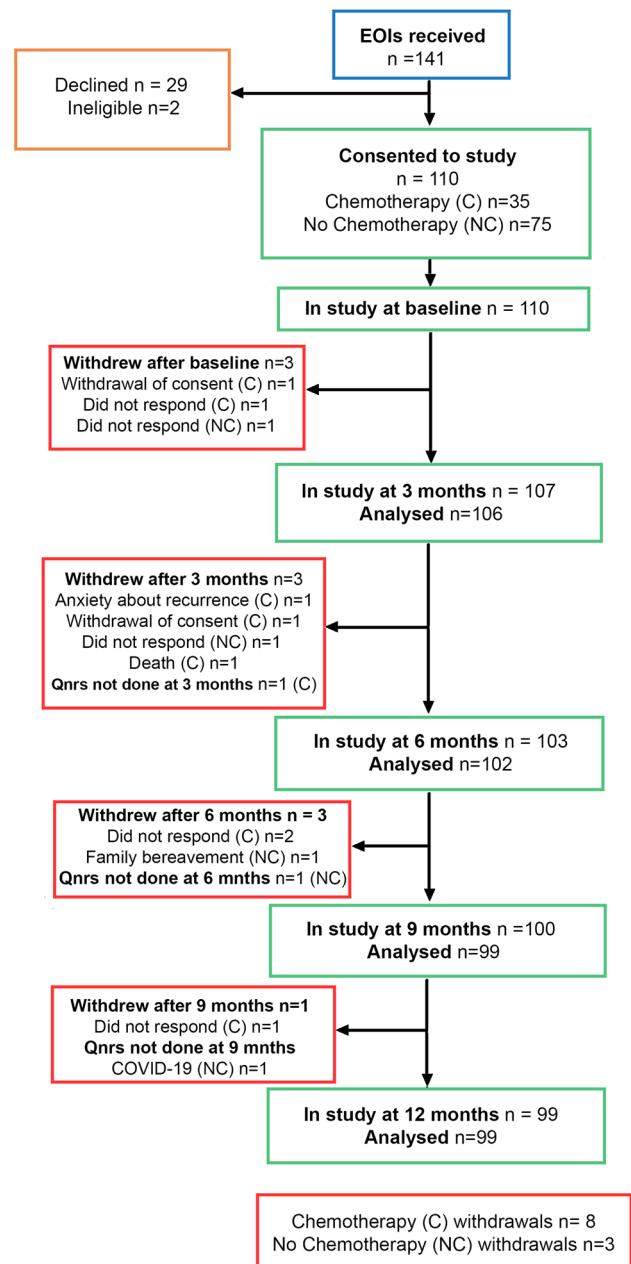 EOIs received
n =141
Declined n = 29
Ineligible n=2
Consented to study
n = 110
Chemotherapy (C) n=35
No Chemotherapy (NC) n=75
In study at baseline n = 110
Withdrew after baseline n=3
Withdrawal of consent (C) n=1
Did not respond (C) n=1
Did not respond (NC) n=1
In study at 3 months n = 107
Analysed n=106
Withdrew after 3 months n=3
Anxiety about recurrence (C) n=1
Withdrawal of consent (C) n=1
Did not respond (NC) n=1
Death (C) n=1
Qnrs not done at 3 months n=1 (C)
In study at 6 months n = 103
Analysed n=102
Withdrew after 6 months n = 3
Did not respond (C) n=2
Family bereavement (NC) n=1
Qnrs not done at 6 mnths n=1 (NC)
In study at 9 months n =100
Analysed n=99
Withdrew after 9 months n=1
Did not respond (C) n=1
Qnrs not done at 9 mnths
COVID-19 (NC) n=1
In study at 12 months n = 99
Analysed n=99
Chemotherapy (C) withdrawals n= 8
No Chemotherapy (NC) withdrawals n=3